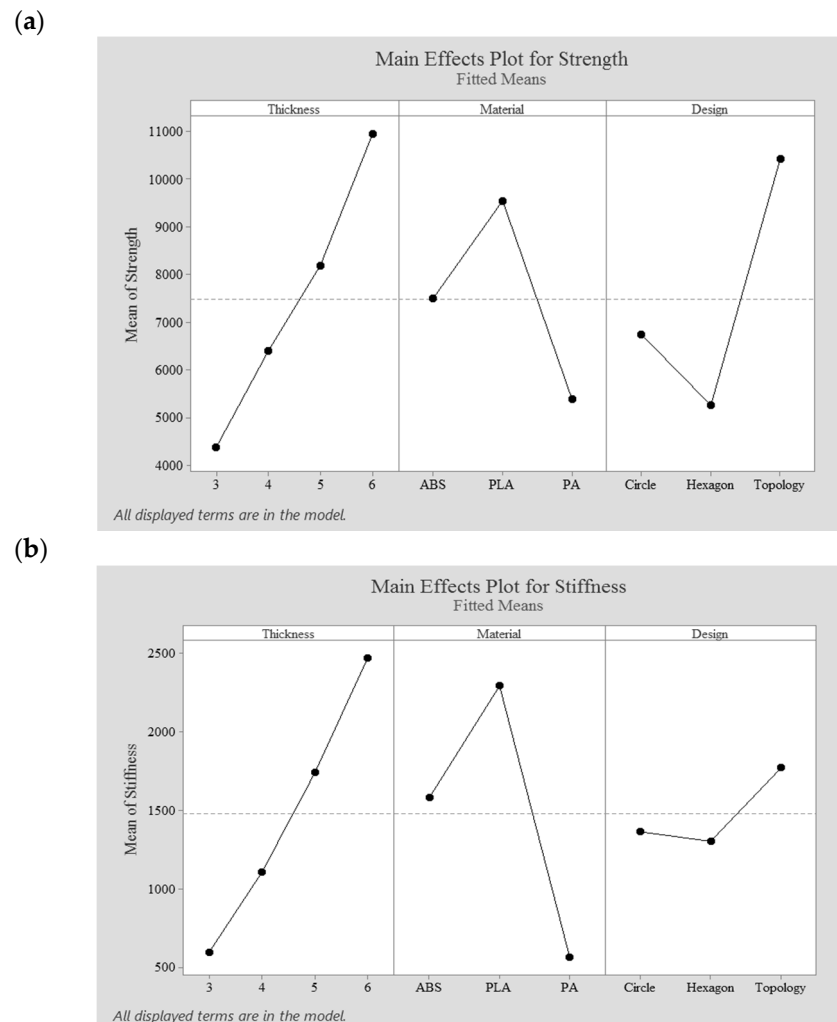 (a)
Main Effects Plot for Strength
Fitted Means
Thickness Material Design
11000
10000
9000
8000
7000
6000
5000
4000
Mean of Strength
3 4 5 6 ABS PLA PA Circle Hexagon Topology
All displayed terms are in the model.
(b)
Main Effects Plot for Stiffness
Fitted Means
Thickness Material Design
2500
2000
1500
1000
500
Mean of Stiffness
3 4 5 6 ABS PLA PA Circle Hexagon Topology
All displayed terms are in the model.